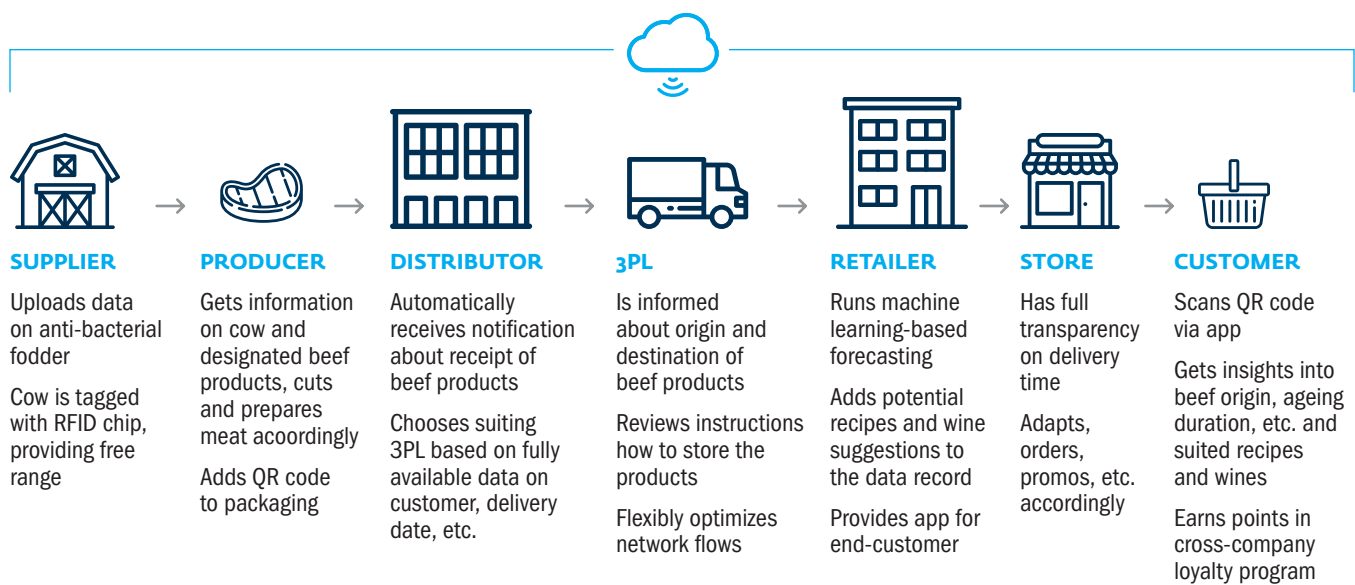 SUPPLIER
Uploads data
on anti-bacterial
fodder
Cow is tagged
with RFID chip,
providing free
range
PRODUCER
Gets information
on cow and
designated beef
products, cuts
and prepares
meat acoordingly
Adds QR code
to packaging
DISTRIBUTOR
Automatically
receives notification
about receipt of
beef products
Chooses suiting
3PL based on fully
available data on
customer, delivery
date, etc.
3PL
Is informed
about origin and
destination of
beef products
Reviews instructions
how to store the
products
Flexibly optimizes
network flows
RETAILER
Runs machine
learning-based
forecasting
Adds potential
recipes and wine
suggestions to
the data record
Provides app for
end-customer
STORE
Has full
transparency
on delivery
time
Adapts,
orders,
promos, etc.
accordingly
CUSTOMER
Scans QR code
via app
Gets insights into
beef origin, ageing
duration, etc. and
suited recipes
and wines
Earns points in
cross-company
loyalty program